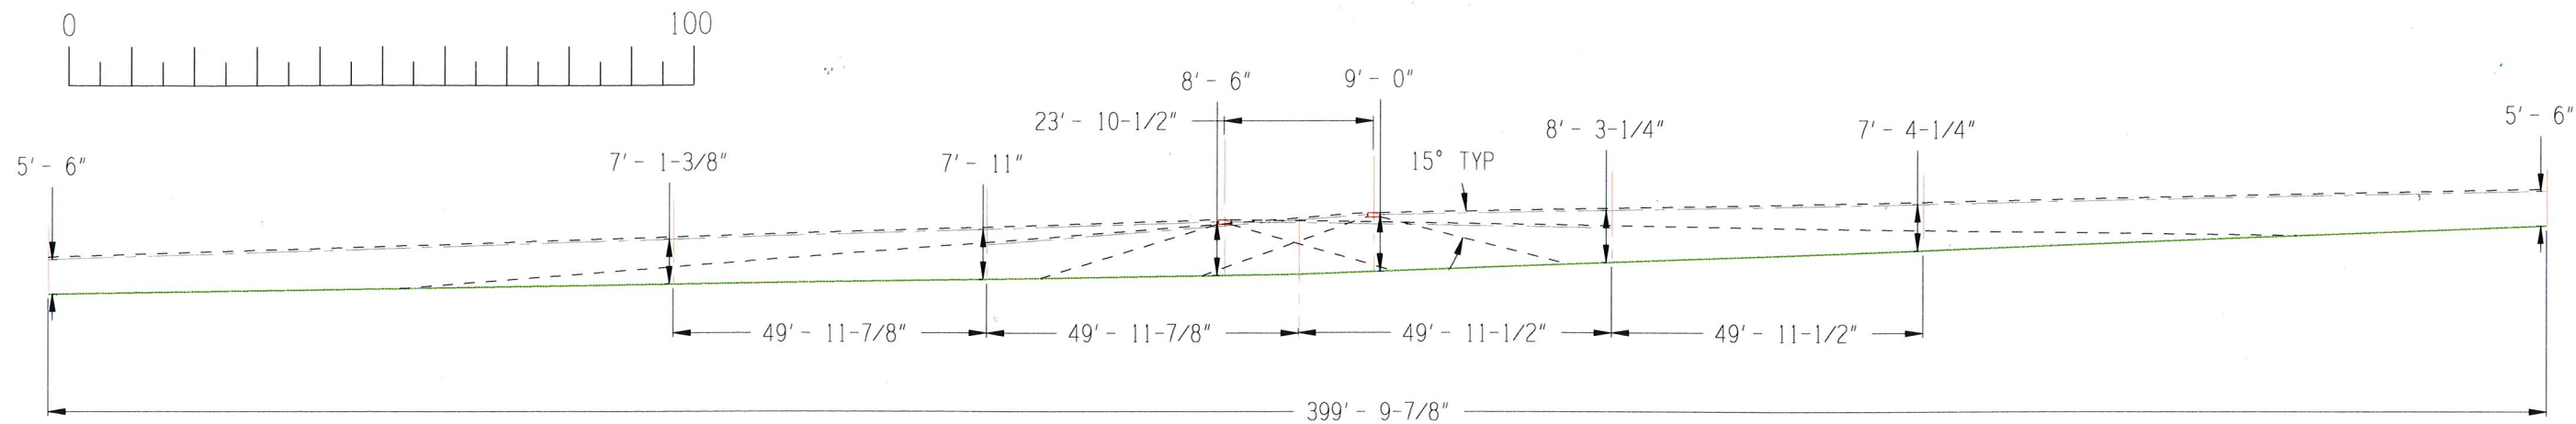 0 100
8' - 6" 9' - 0"
23' - 10-1/2"
5' - 6" 7' - 1-3/8" 7' - 11" 15° TYP 8' - 3-1/4" 7' - 4-1/4" 5' - 6"
49' - 11-7/8" 49' - 11-7/8" 49' - 11-1/2" 49' - 11-1/2"
399' - 9-7/8"